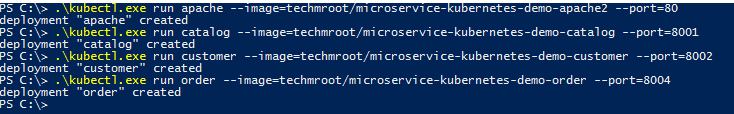 PS C:\> .\kubectl.exe run apache --image=techmroot/microservice-kubernetes-demo-apache2 --port=80
deployment "apache" created
PS C:\> .\kubectl.exe run catalog --image=techmroot/microservice-kubernetes-demo-catalog --port=8001
deployment "catalog" created
PS C:\> .\kubectl.exe run customer --image=techmroot/microservice-kubernetes-demo-customer --port=8002
deployment "customer" created
PS C:\> .\kubectl.exe run order --image=techmroot/microservice-kubernetes-demo-order --port=8004
deployment "order" created
PS C:\>